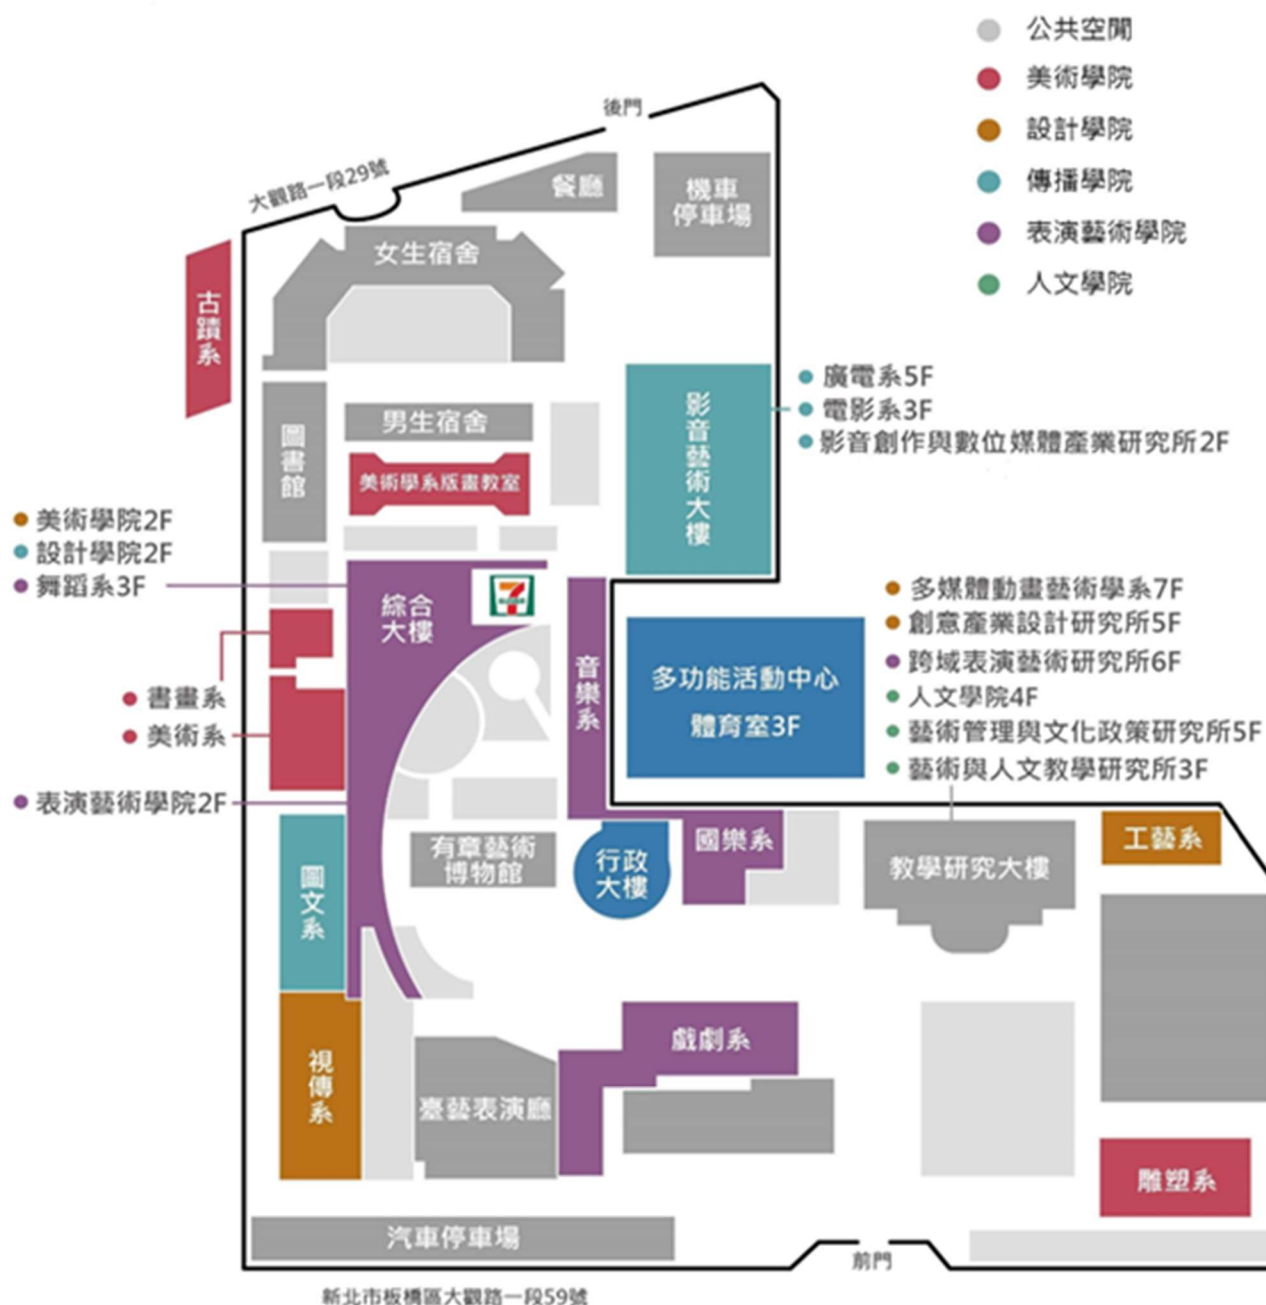 公共空間
美術學院
設計學院
傳播學院
表演藝術學院
人文學院
後門
大觀路一段29號
餐廳
機車
停車場
女生宿舍
古蹟系
圖書館
男生宿舍
美術學系版畫教室
影音藝術大樓
廣電系5F
電影系3F
影音創作與數位媒體產業研究所2F
美術學院2F
設計學院2F
舞蹈系3F
綜合
大樓
7
音樂系
多功能活動中心
體育室3F
多媒體動畫藝術學系7F
創意產業設計研究所5F
跨域表演藝術研究所6F
人文學院4F
藝術管理與文化政策研究所5F
藝術與人文教學研究所3F
書畫系
美術系
表演藝術學院2F
圖文系
有章藝術
博物館
行政
大樓
國樂系
教學研究大樓
工藝系
視傳系
臺藝表演廳
戲劇系
雕塑系
汽車停車場
前門
新北市板橋區大觀路一段59號